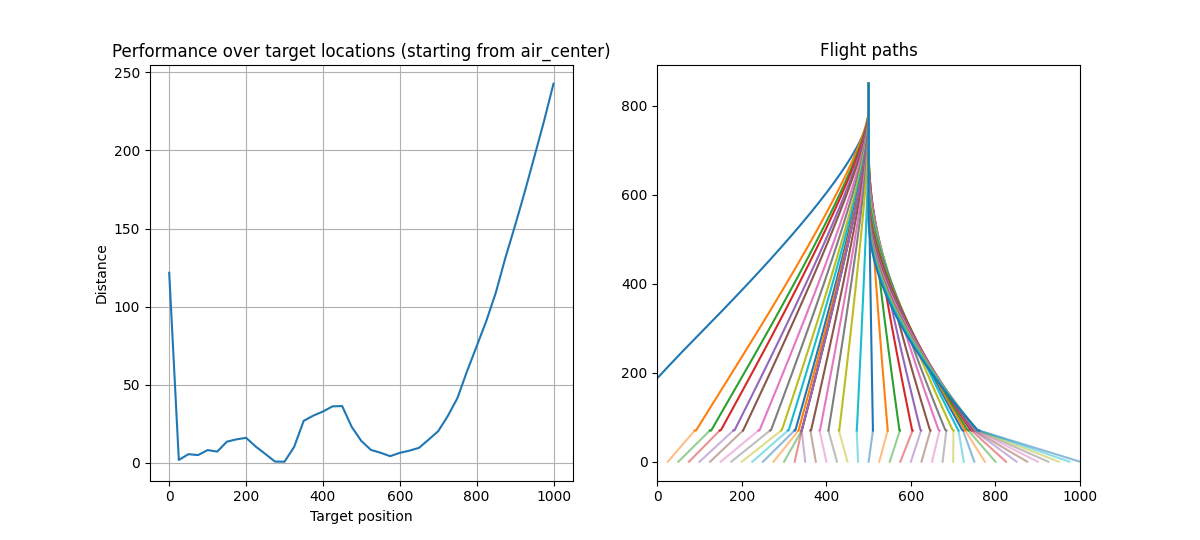 Performance over target locations (starting from air_center)
250
200
150
100
50
0
Distance
0 200 400 600 800 1000
Target position
Flight paths
800
600
400
200
0
0 200 400 600 800 1000